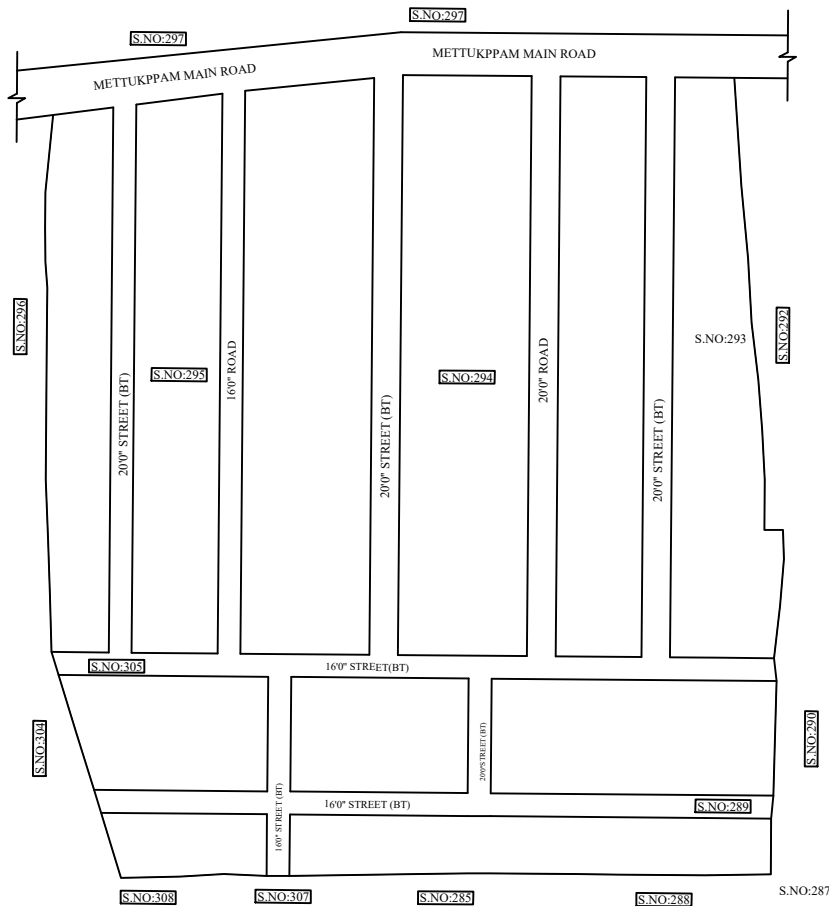 S.NO:297
S.NO:297
METTUKPPAM MAIN ROAD
METTUKPPAM MAIN ROAD
S.NO:296
S.NO:292
S.NO:293
S.NO:295
S.NO:294
16'0" ROAD
20'0" ROAD
20'0" STREET (BT)
20'0" STREET (BT)
20'0" STREET (BT)
S.NO:305
16'0" STREET(BT)
S.NO:304
20'0"STREET (BT)
S.NO:290
16'0" STREET (BT)
16'0" STREET (BT)
S.NO:289
S.NO:308
S.NO:307
S.NO:285
S.NO:288
S.NO:287